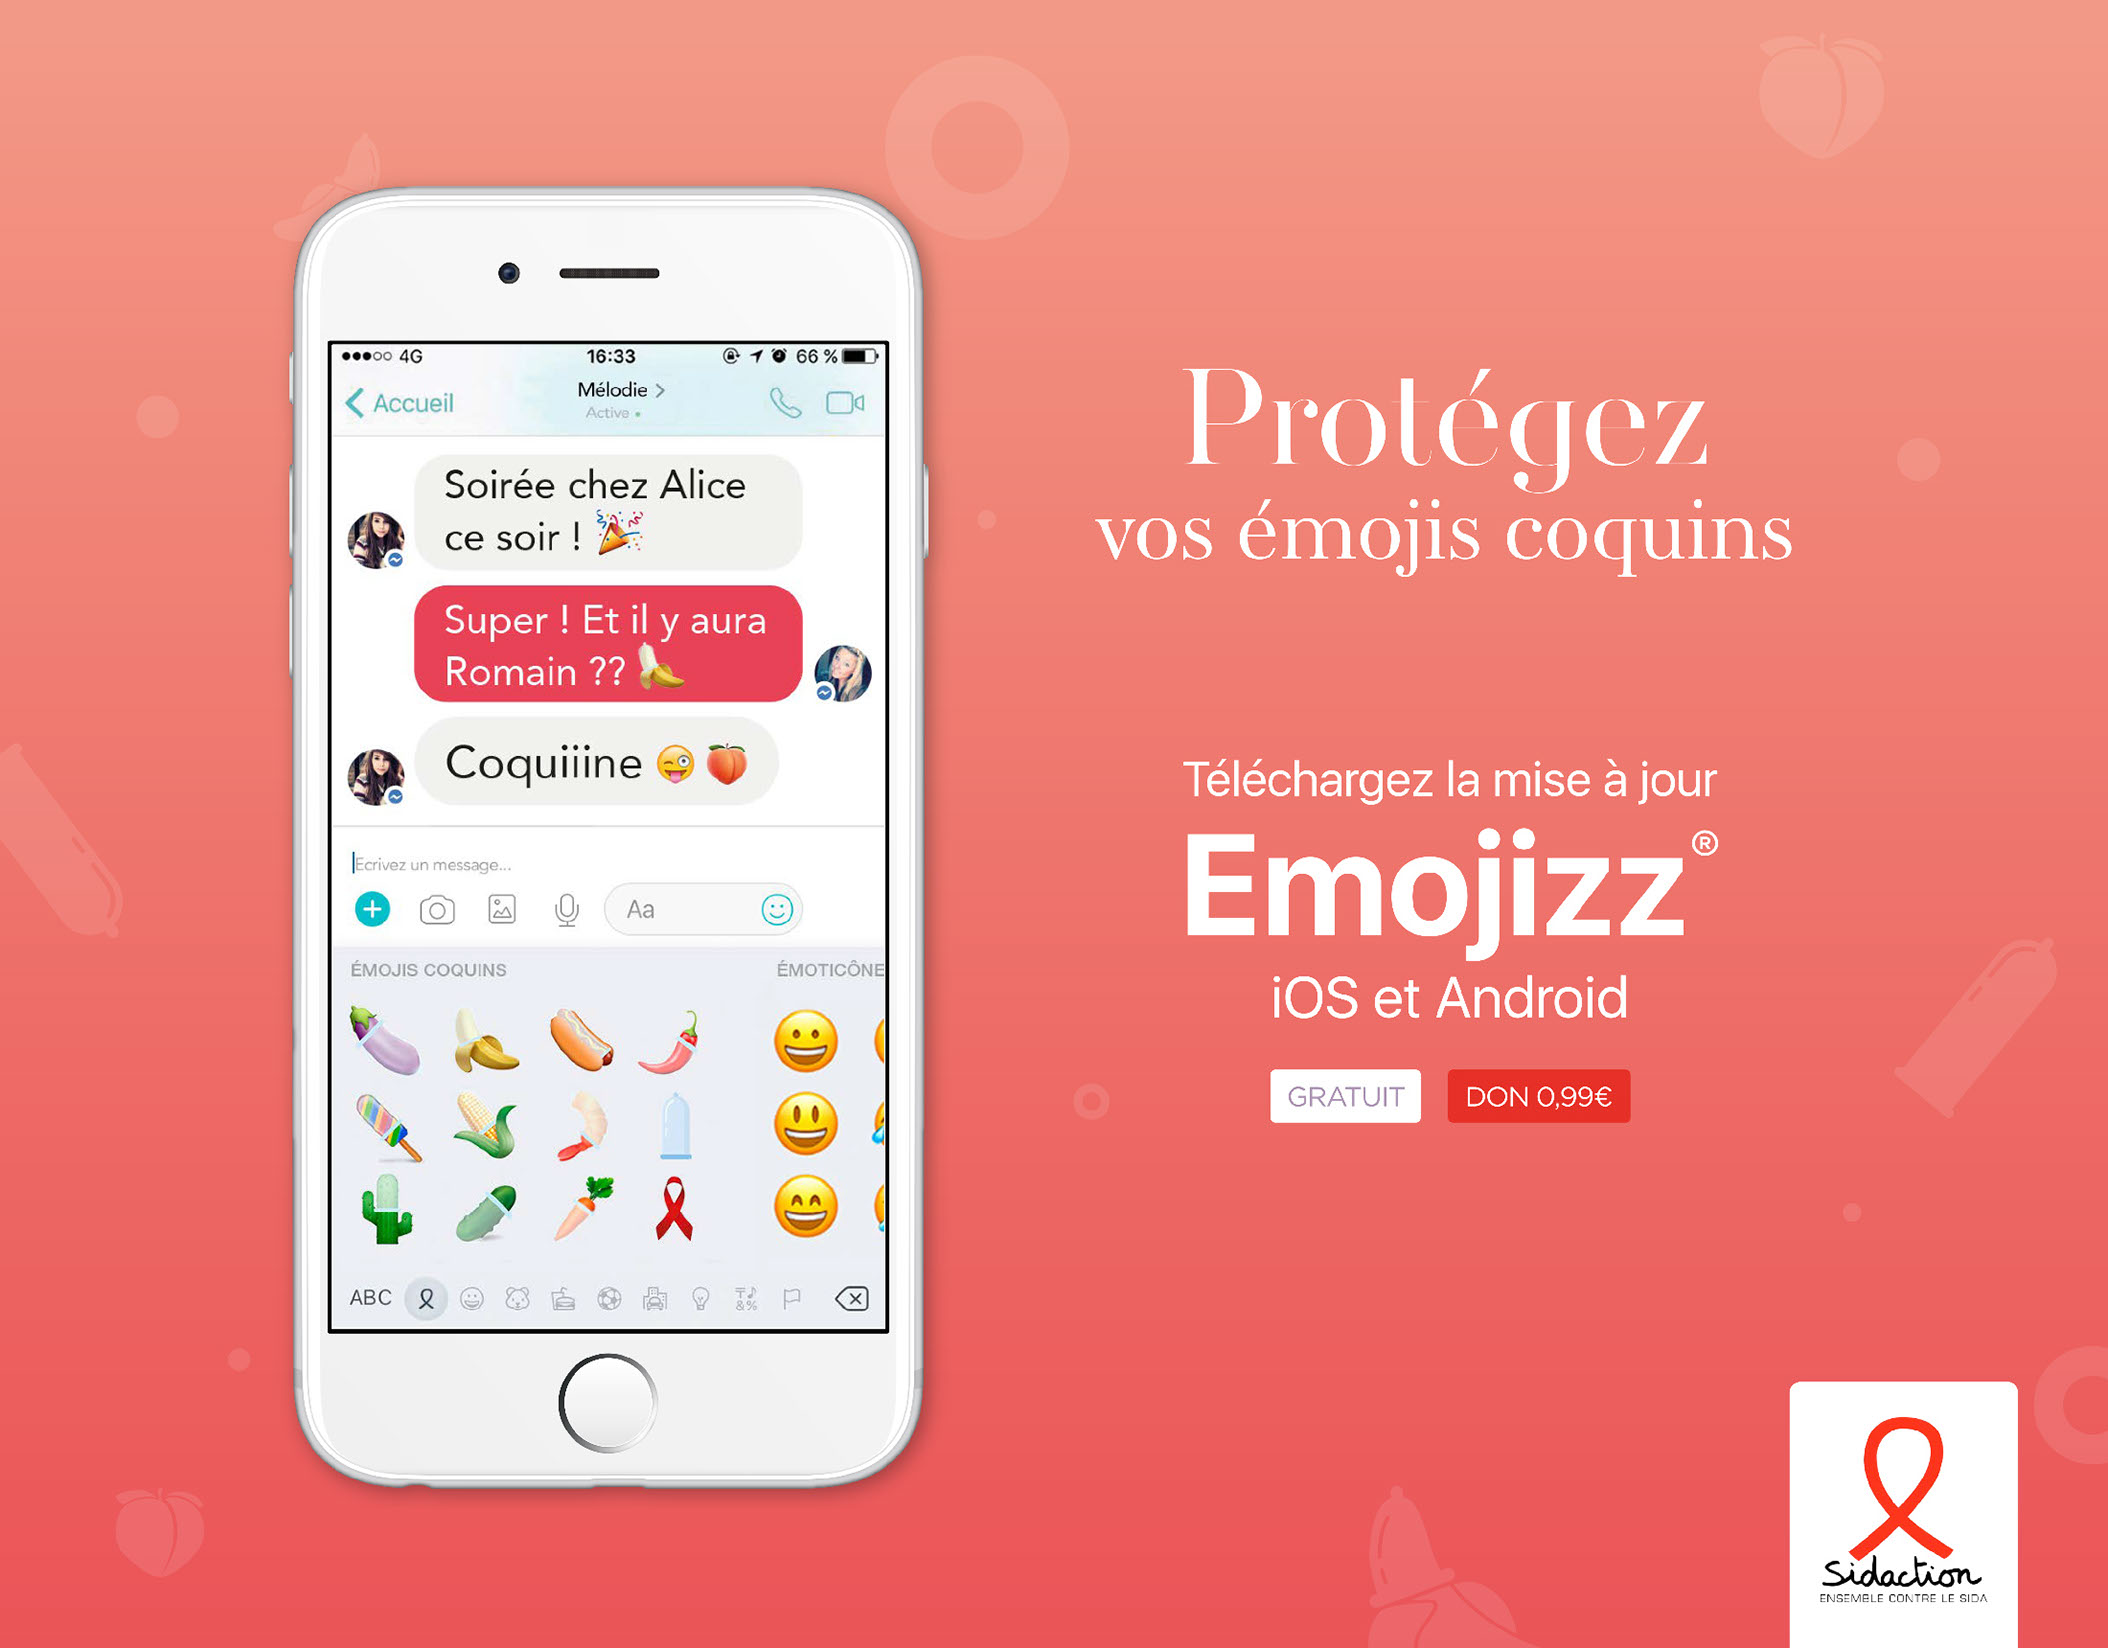 4G 16:33 66 %
Accueil
Mélodie
Active
Soirée chez Alice
ce soir !
Super ! Et il y aura
Romain ??
Coquiiine
Ecrivez un message...
Aa
ÉMOJIS COQUINS
ÉMOTICÔNE
ABC
T
&%
Protégez
vos émojis coquins
Téléchargez la mise à jour
Emojizz®
iOS et Android
GRATUIT
DON 0,99€
Sidaction
ENSEMBLE CONTRE LE SIDA